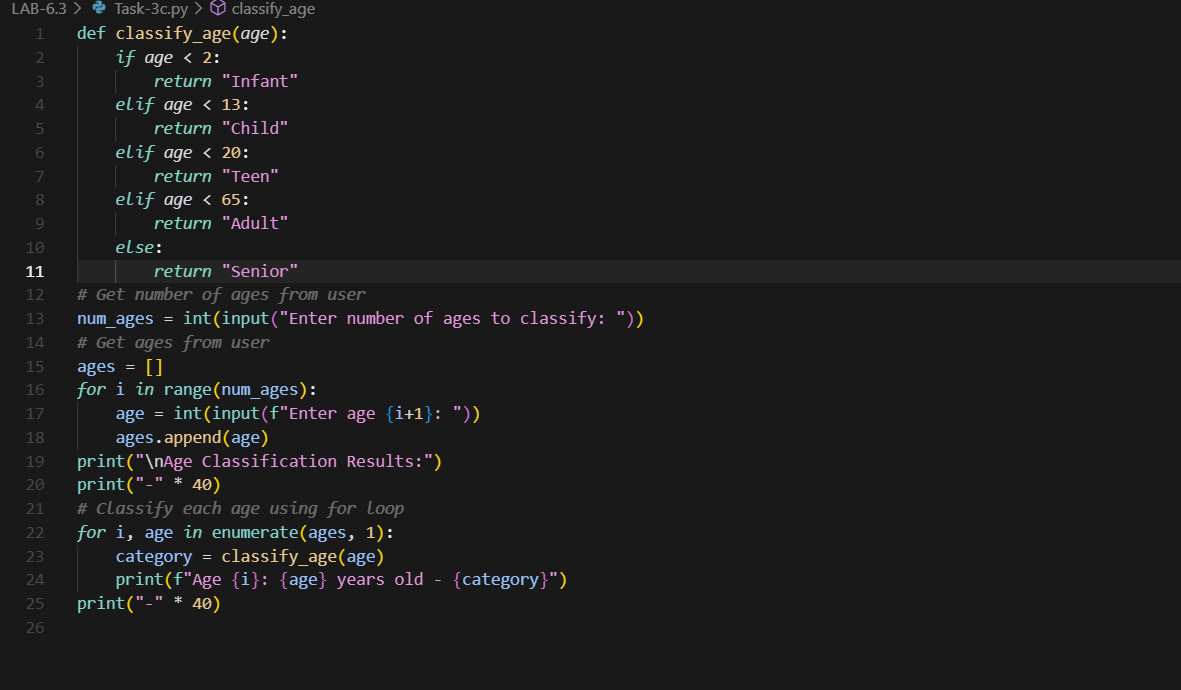 LAB-6.3 > Task-3c.py > classify_age
1 def classify_age(age):
2     if age < 2:
3         return "Infant"
4     elif age < 13:
5         return "Child"
6     elif age < 20:
7         return "Teen"
8     elif age < 65:
9         return "Adult"
10     else:
11         return "Senior"
12 # Get number of ages from user
13 num_ages = int(input("Enter number of ages to classify: "))
14 # Get ages from user
15 ages = []
16 for i in range(num_ages):
17     age = int(input(f"Enter age {i+1}: "))
18     ages.append(age)
19 print("\nAge Classification Results:")
20 print("-" * 40)
21 # Classify each age using for loop
22 for i, age in enumerate(ages, 1):
23     category = classify_age(age)
24     print(f"Age {i}: {age} years old - {category}")
25 print("-" * 40)
26